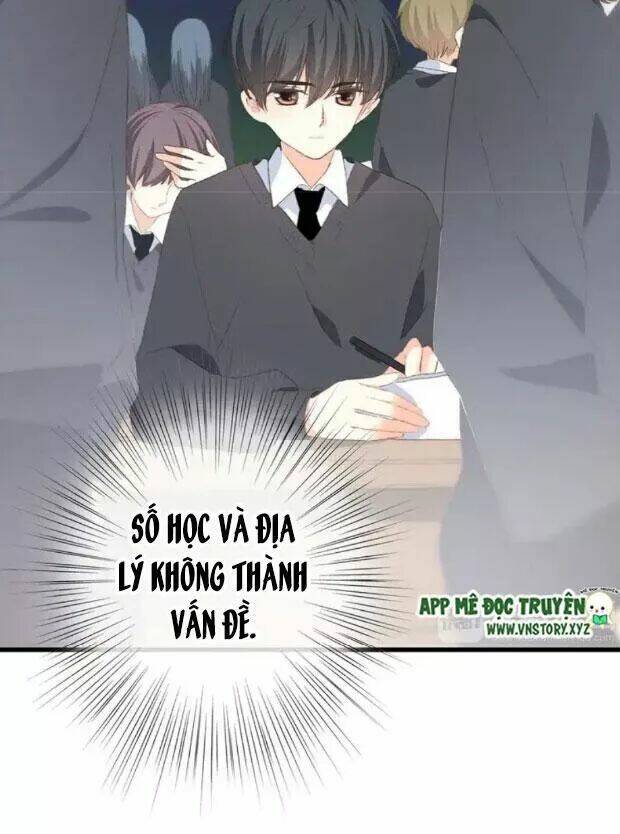 SỐ HỌC VÀ ĐỊA
LÝ KHÔNG THÀNH
VẤN ĐỀ.
APP MÊ ĐỌC TRUYỆN
WWW.VNSTORY.XYZ